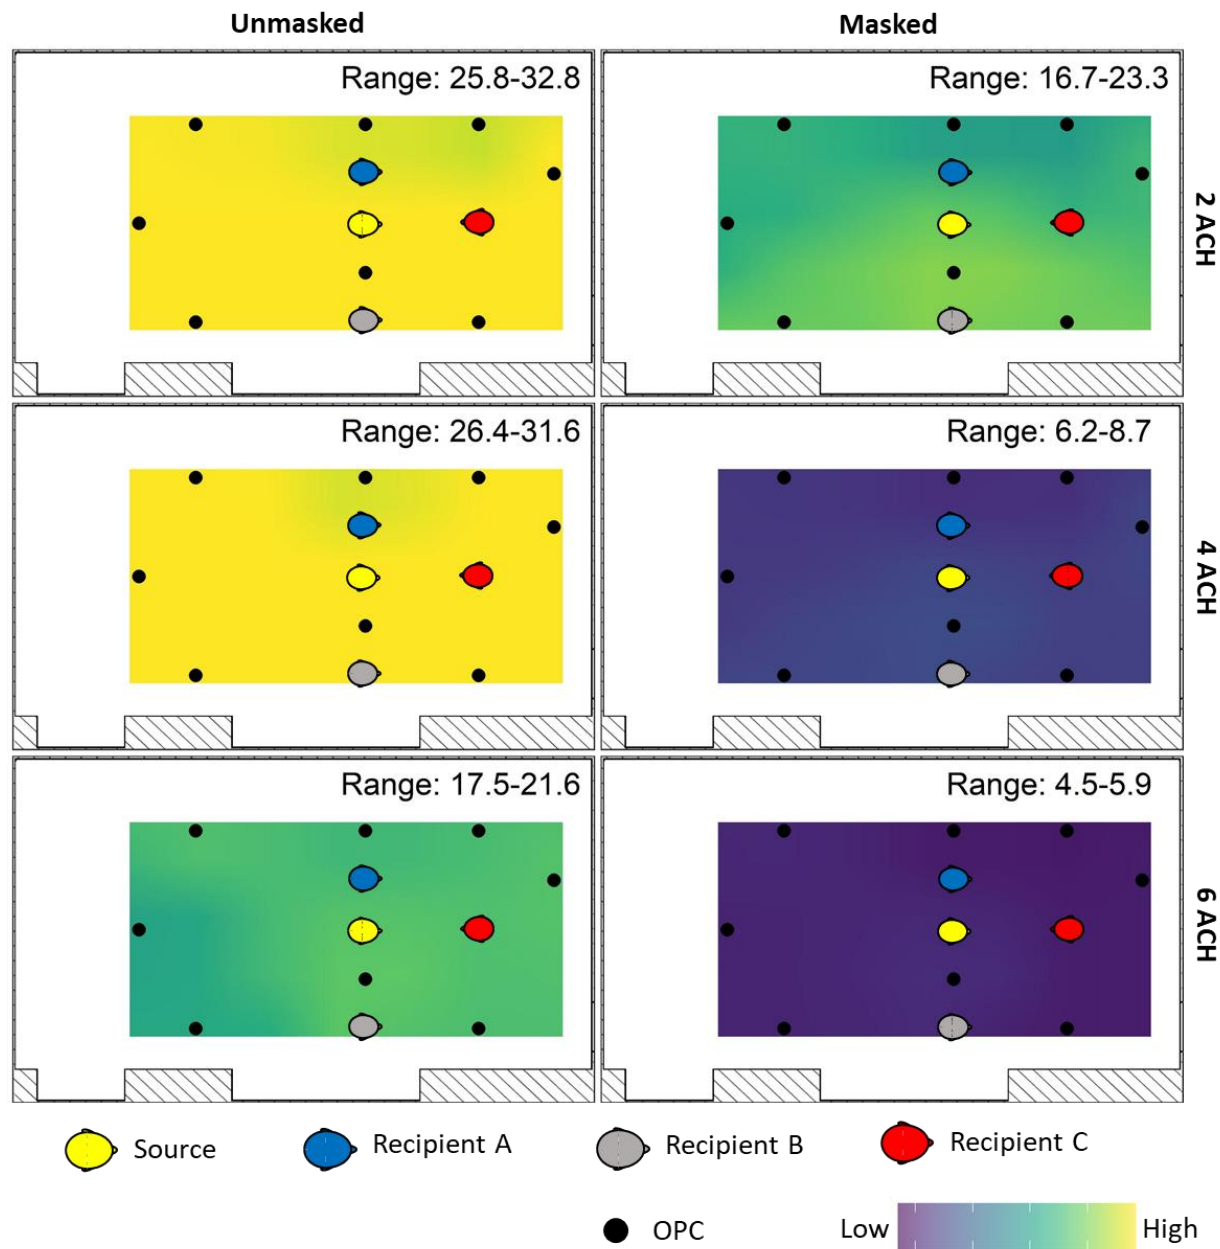 Unmasked Masked
Range: 25.8-32.8 Range: 16.7-23.3
2 ACH
Range: 26.4-31.6 Range: 6.2-8.7
4 ACH
Range: 17.5-21.6 Range: 4.5-5.9
6 ACH
Source Recipient A Recipient B Recipient C
OPC Low High